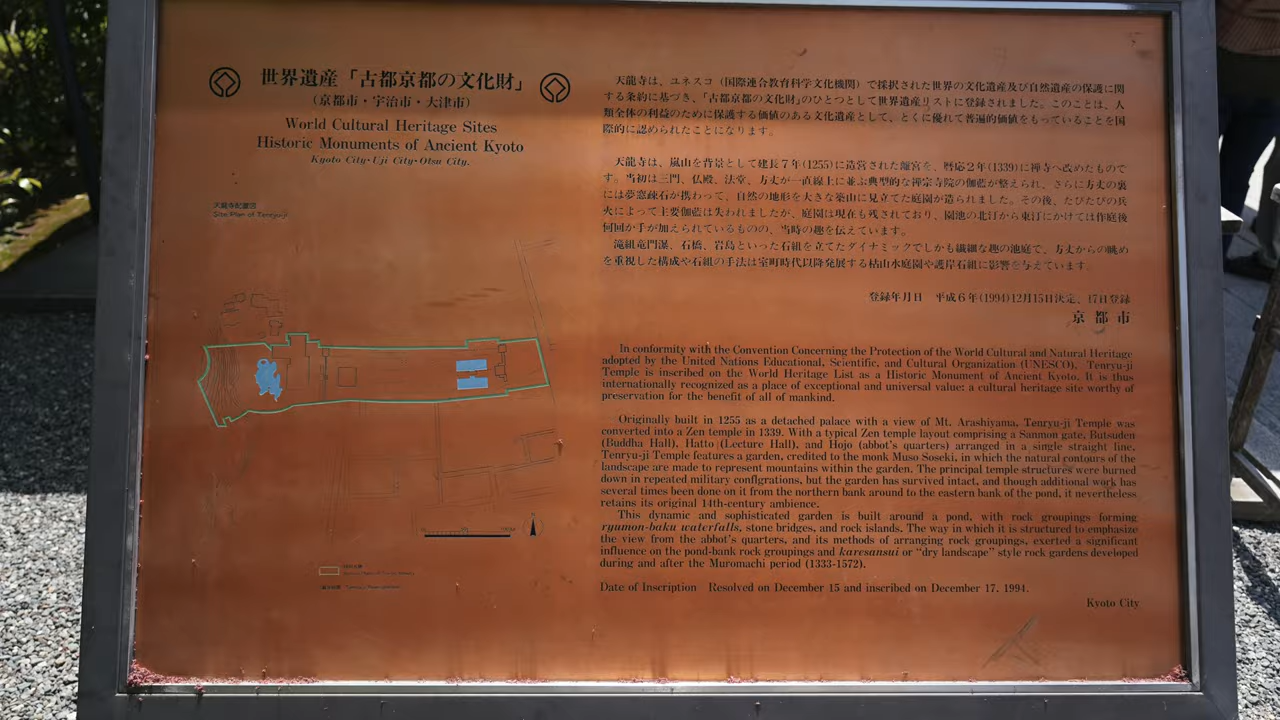 世界遺産「古都京都の文化財」
（京都市・宇治市・大津市）
World Cultural Heritage Sites
Historic Monuments of Ancient Kyoto
Kyoto City·Uji City·Otsu City.
天龍寺配置図
Site Plan of Tenryuji
天龍寺は、ユネスコ（国際連合教育科学文化機関）で採択された世界の文化遺産及び自然遺産の保護に関
する条約に基づき、「古都京都の文化財」のひとつとして世界遺産リストに登録されました。このことは、人
類全体の利益のために保護する価値のある文化遺産として、とくに優れて普遍的価値をもっていることを国
際的に認められたことになります。
天龍寺は、嵐山を背景として建長７年(1255)に造営された離宮を、暦応２年(1339)に禅寺へ改めたもので
す。当初は三門、仏殿、法堂、方丈が一直線上に並ぶ典型的な禅宗寺院の伽藍が整えられ、さらに方丈の裏
には夢窓疎石が携わって、自然の地形を大きな築山に見立てた庭園が造られました。その後、たびたびの兵
火によって主要伽藍は失われましたが、庭園は現在も残されており、園池の北汀から東汀にかけては作庭後
何回か手が加えられているものの、当時の趣を伝えています。
滝組竜門瀑、石橋、岩島といった石組を立てたダイナミックでしかも繊細な趣の池庭で、方丈からの眺め
を重視した構成や石組の手法は室町時代以降発展する枯山水庭園や護岸石組に影響を与えています。
登録年月日　平成６年(1994)12月15日決定、17日登録
京都市
In conformity with the Convention Concerning the Protection of the World Cultural and Natural Heritage
adopted by the United Nations Educational, Scientific, and Cultural Organization (UNESCO), Tenryu-ji
Temple is inscribed on the World Heritage List as a Historic Monument of Ancient Kyoto. It is thus
internationally recognized as a place of exceptional and universal value: a cultural heritage site worthy of
preservation for the benefit of all of mankind.
Originally built in 1255 as a detached palace with a view of Mt. Arashiyama, Tenryu-ji Temple was
converted into a Zen temple in 1339. With a typical Zen temple layout comprising a Sanmon gate, Butsuden
(Buddha Hall), Hatto (Lecture Hall), and Hojo (abbot's quarters) arranged in a single straight line,
Tenryu-ji Temple features a garden, credited to the monk Muso Soseki, in which the natural contours of the
landscape are made to represent mountains within the garden. The principal temple structures were burned
down in repeated military conflgrations, but the garden has survived intact, and though additional work has
several times been done on it from the northern bank around to the eastern bank of the pond, it nevertheless
retains its original 14th-century ambience.
This dynamic and sophisticated garden is built around a pond, with rock groupings forming
ryumon-baku waterfalls, stone bridges, and rock islands. The way in which it is structured to emphasize
the view from the abbot's quarters, and its methods of arranging rock groupings, exerted a significant
influence on the pond-bank rock groupings and karesansui or "dry landscape" style rock gardens developed
during and after the Muromachi period (1333-1572).
Date of Inscription Resolved on December 15 and inscribed on December 17, 1994.
Kyoto City